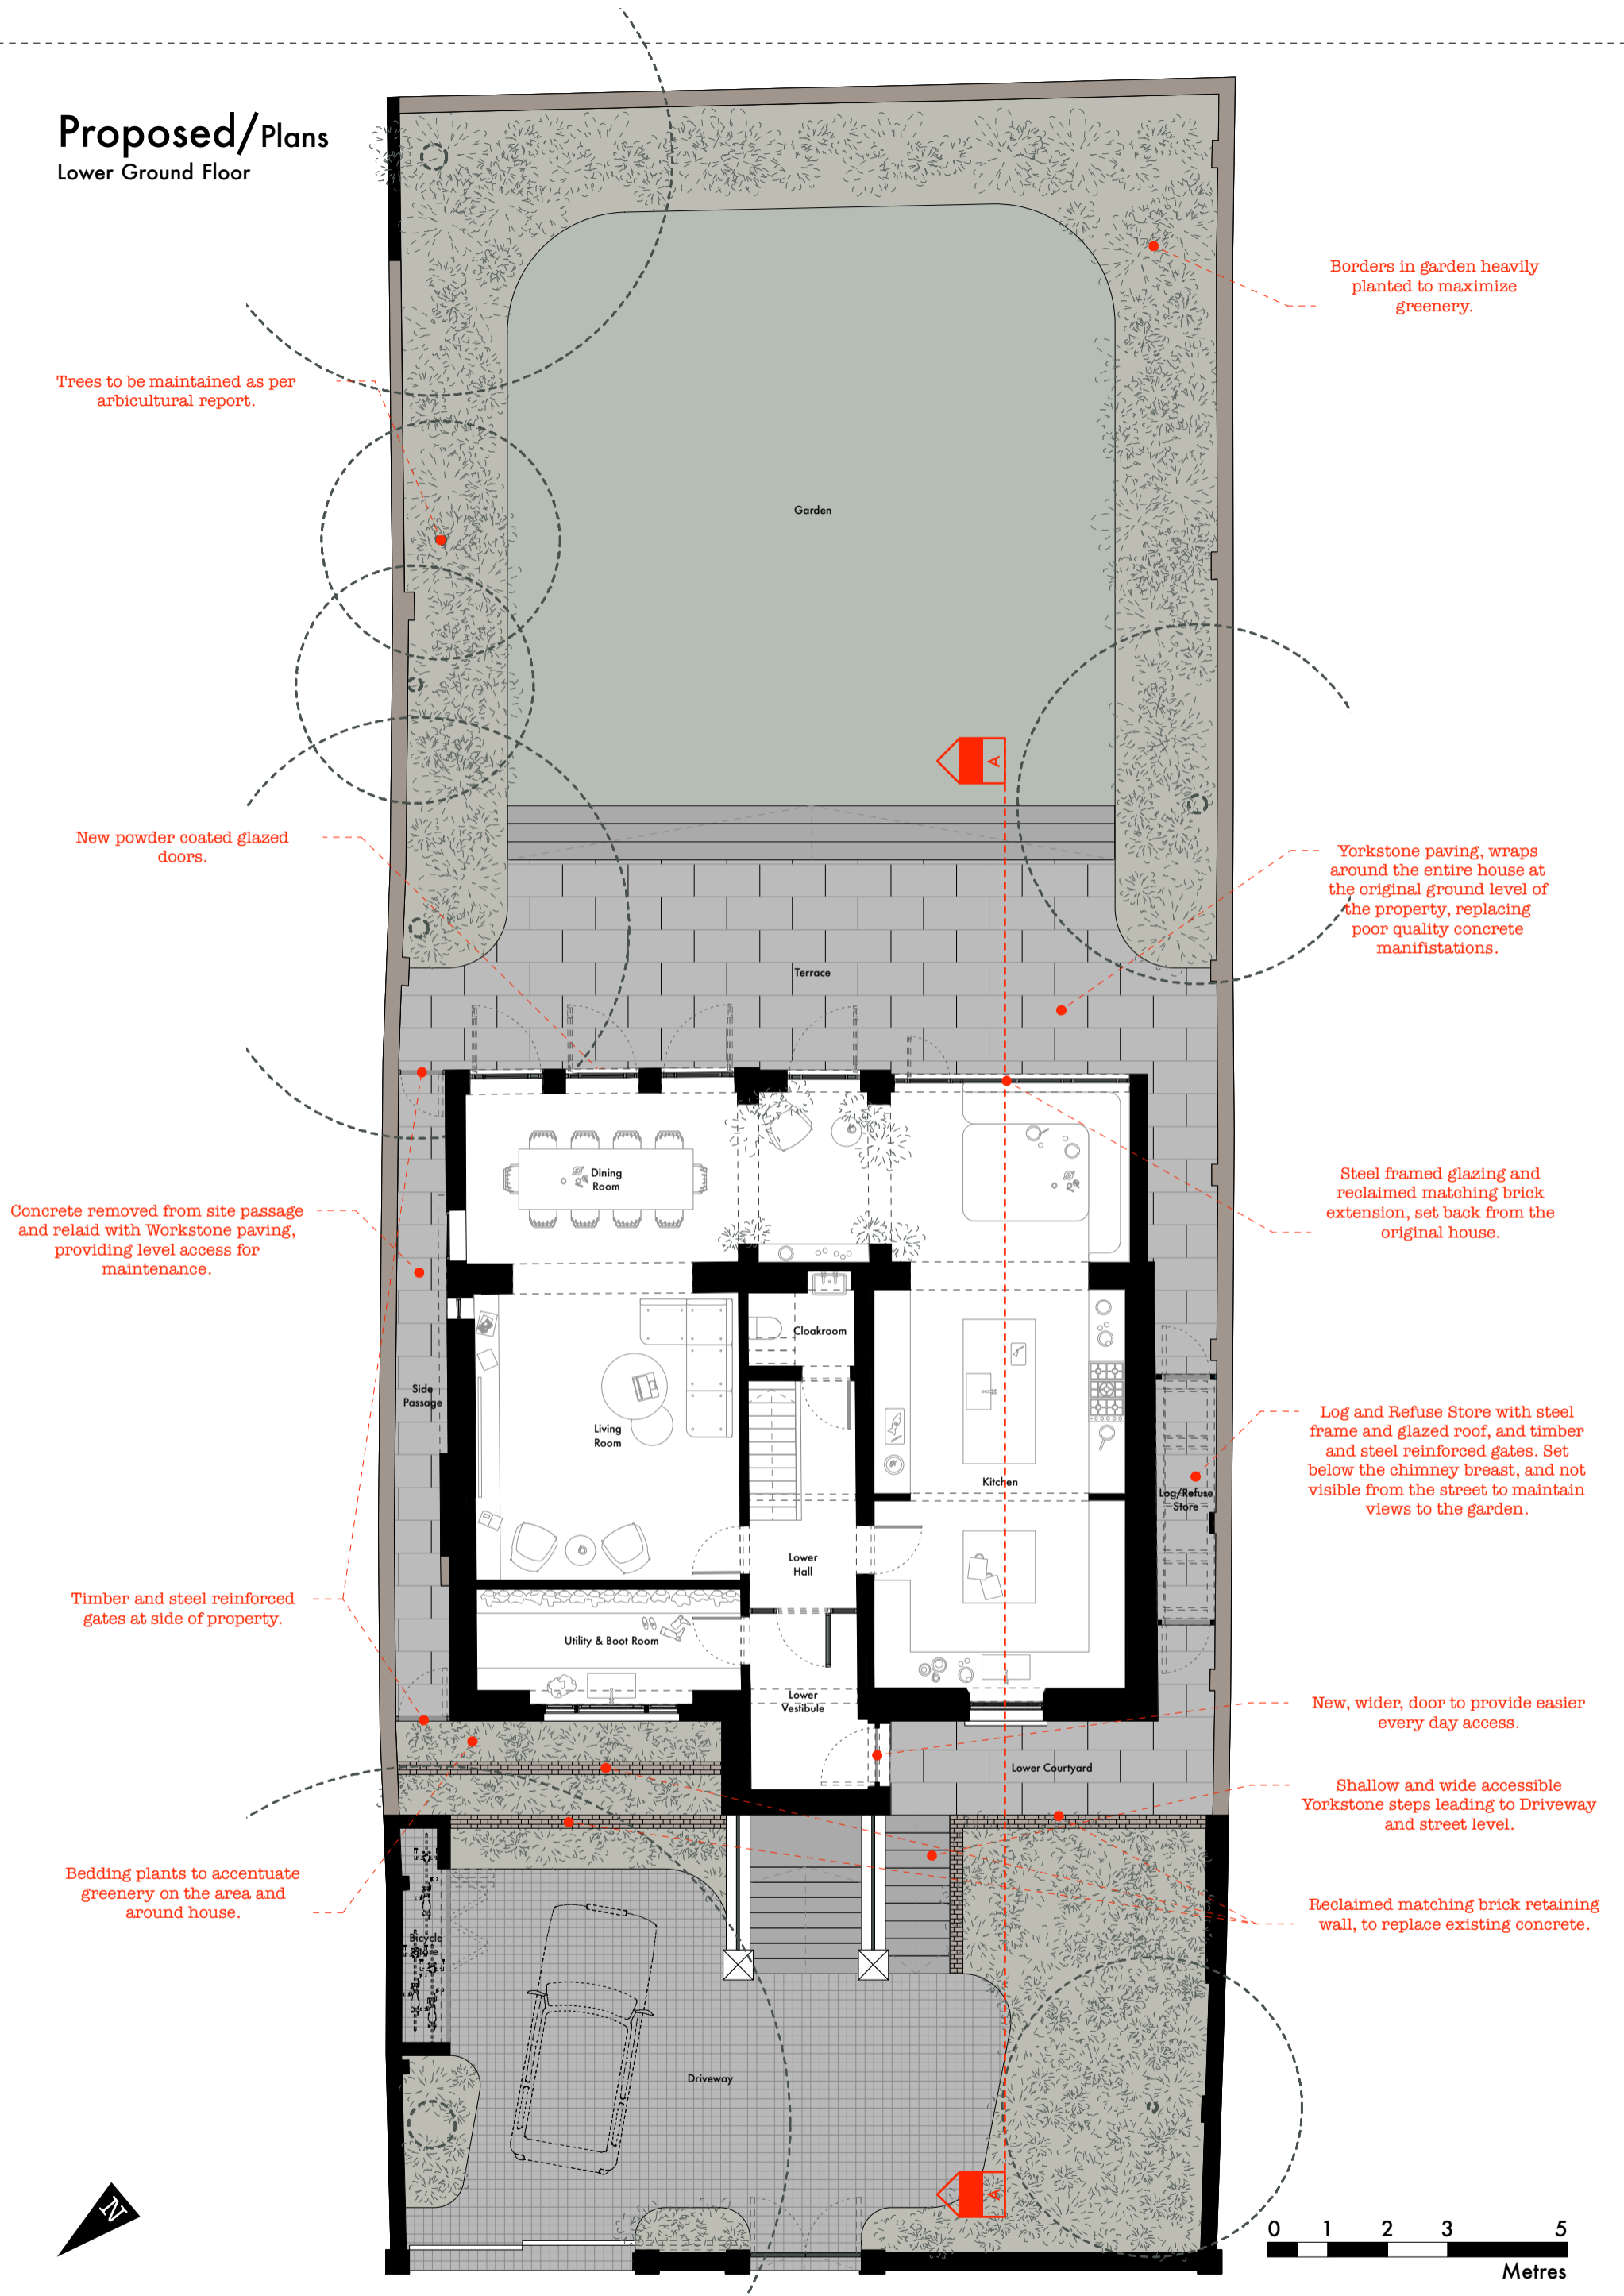 Proposed/Plans
Lower Ground Floor
Borders in garden heavily
planted to maximize
greenery.
Trees to be maintained as per
arbicultural report.
Garden
A
New powder coated glazed
doors.
Yorkstone paving, wraps
around the entire house at
the original ground level of
the property, replacing
poor quality concrete
manifistations.
Terrace
Dining
Room
Steel framed glazing and
reclaimed matching brick
extension, set back from the
original house.
Concrete removed from site passage
and relaid with Workstone paving,
providing level access for
maintenance.
Cloakroom
Side
Passage
Living
Room
Kitchen
Log and Refuse Store with steel
frame and glazed roof, and timber
and steel reinforced gates. Set
below the chimney breast, and not
visible from the street to maintain
views to the garden.
Log/Refuse
Store
Lower
Hall
Timber and steel reinforced
gates at side of property.
Utility & Boot Room
Lower
Vestibule
New, wider, door to provide easier
every day access.
Lower Courtyard
Shallow and wide accessible
Yorkstone steps leading to Driveway
and street level.
Bedding plants to accentuate
greenery on the area and
around house.
Reclaimed matching brick retaining
wall, to replace existing concrete.
Bicycle
Store
Driveway
A
N
0 1 2 3 5
Metres